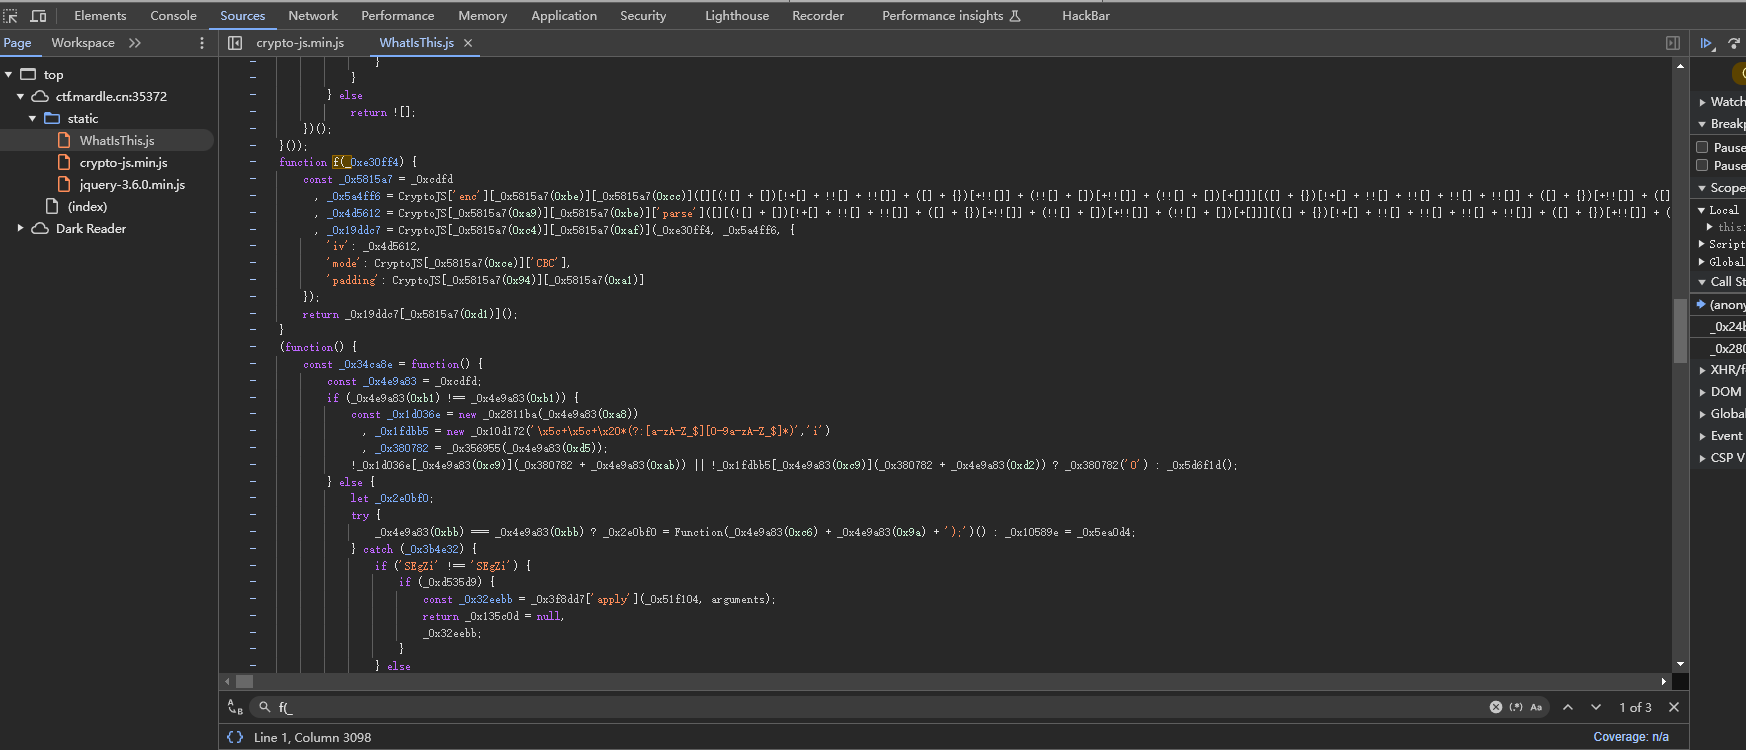 Elements Console Sources Network Performance Memory Application Security Lighthouse Recorder Performance insights HackBar
Page Workspace
crypto-js.min.js WhatIsThis.js
top
ctf.mardle.cn:35372
static
WhatIsThis.js
crypto-js.min.js
jquery-3.6.0.min.js
(index)
Dark Reader
}
}
} else
return ![];
})();
}());
function f(_0xe30ff4) {
const _0x5815a7 = _0xcdfd
, _0x5a4ff6 = CryptoJS['enc'][_0x5815a7(0xbe)][_0x5815a7(0xcc)]([][(![] + [])[!+[] + !![] + !![]] + ([] + {})[+!![]] + (!![] + [])[+!![]] + (!![] + [])[+[]]][([] + {})[!+[] + !![] + !![] + !![] + !![]] + ([] + {})[+!![]] + ([]
, _0x4d5612 = CryptoJS[_0x5815a7(0xa9)][_0x5815a7(0xbe)]['parse']([][(![] + [])[!+[] + !![] + !![]] + ([] + {})[+!![]] + (!![] + [])[+!![]] + (!![] + [])[+[]]][([] + {})[!+[] + !![] + !![] + !![] + !![]] + ([] + {})[+!![]] + (
, _0x19ddc7 = CryptoJS[_0x5815a7(0xc4)][_0x5815a7(0xaf)](_0xe30ff4, _0x5a4ff6, {
'iv': _0x4d5612,
'mode': CryptoJS[_0x5815a7(0xce)]['CBC'],
'padding': CryptoJS[_0x5815a7(0x94)][_0x5815a7(0xa1)]
});
return _0x19ddc7[_0x5815a7(0xd1)]();
}
(function() {
const _0x34ca8e = function() {
const _0x4e9a83 = _0xcdfd;
if (_0x4e9a83(0xb1) !== _0x4e9a83(0xb1)) {
const _0x1d036e = new _0x2811ba(_0x4e9a83(0xa8))
, _0x1fdbb5 = new _0x10d172('\x5c+\x5c+\x20*(?:[a-zA-Z_$][0-9a-zA-Z_$]*)','i')
, _0x380782 = _0x356955(_0x4e9a83(0xd5));
!_0x1d036e[_0x4e9a83(0xc9)](_0x380782 + _0x4e9a83(0xab)) || !_0x1fdbb5[_0x4e9a83(0xc9)](_0x380782 + _0x4e9a83(0xd2)) ? _0x380782('0') : _0x5d6f1d();
} else {
let _0x2e0bf0;
try {
_0x4e9a83(0xbb) === _0x4e9a83(0xbb) ? _0x2e0bf0 = Function(_0x4e9a83(0xc6) + _0x4e9a83(0x9a) + ');')() : _0x10589e = _0x5ea0d4;
} catch (_0x3b4e32) {
if ('SEgZi' !== 'SEgZi') {
if (_0xd535d9) {
const _0x32eebb = _0x3f8dd7['apply'](_0x51f104, arguments);
return _0x135c0d = null,
_0x32eebb;
}
} else
f(_
1 of 3
Line 1, Column 3098
Coverage: n/a
Watch
Breakp
Pause
Pause
Scope
Local
this:
Script
Global
Call St
(anony
_0x24b
_0x280
XHR/f
DOM
Global
Event
CSP V